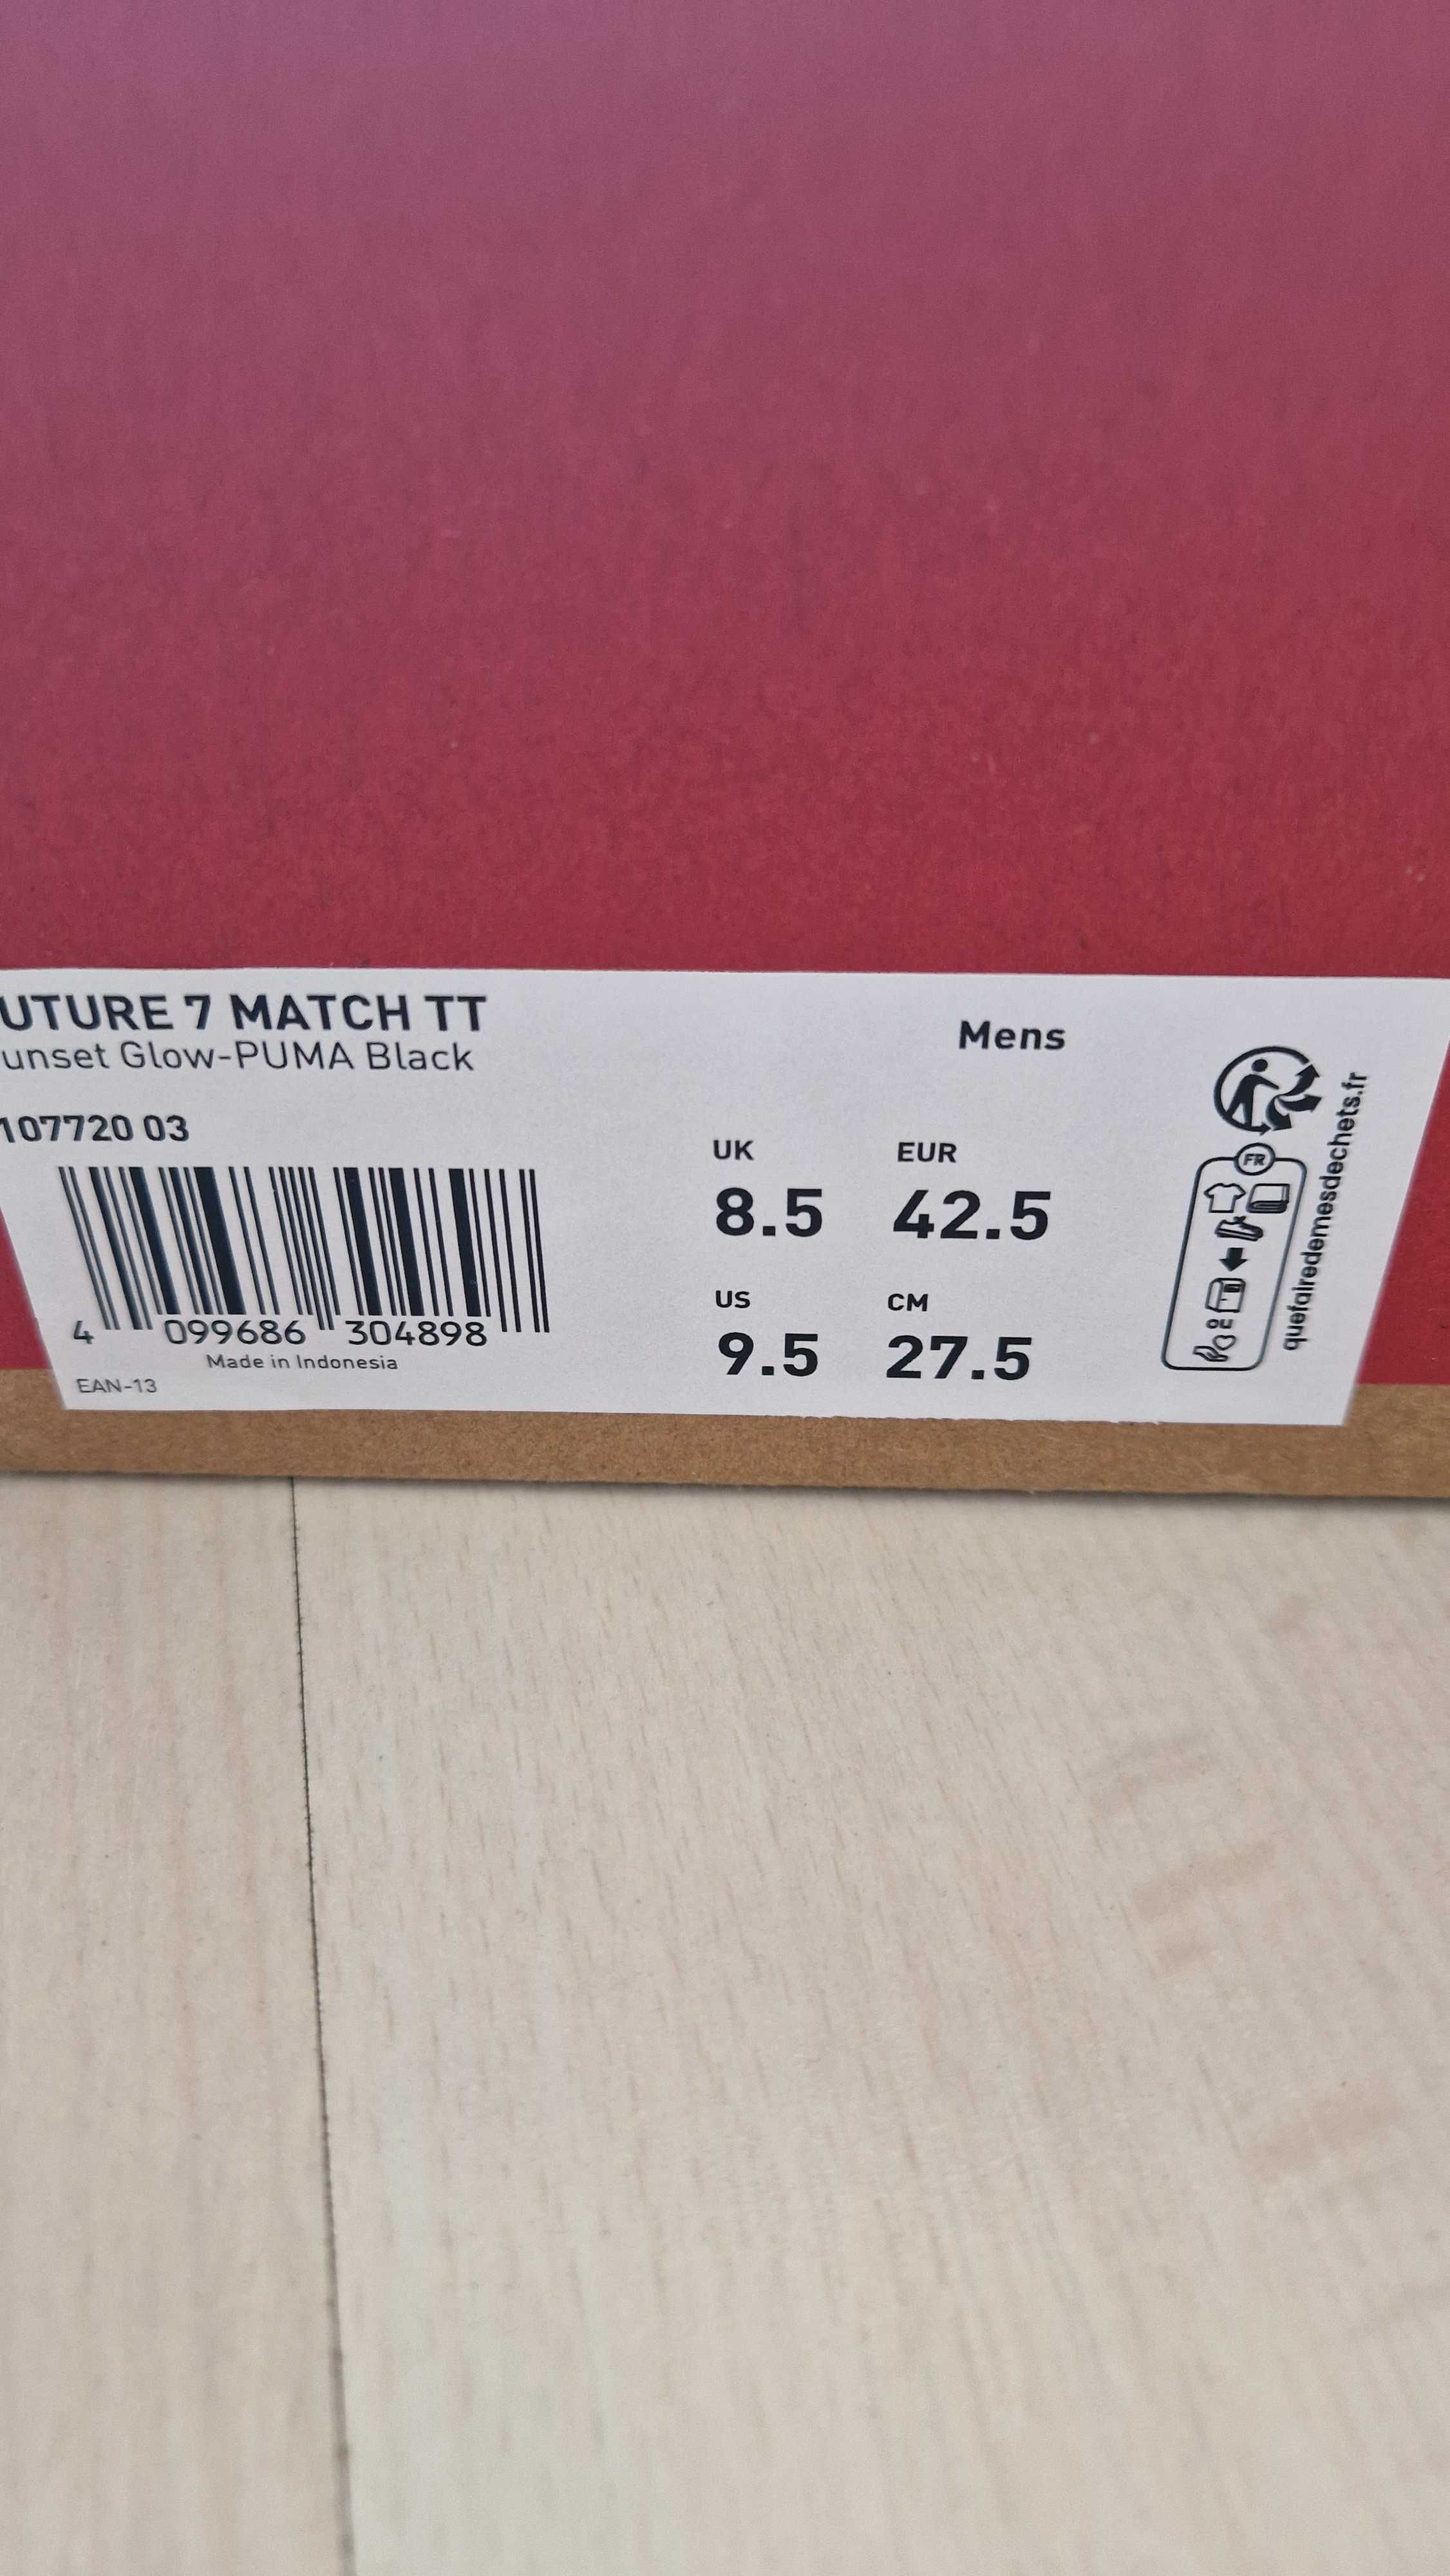 UTURE 7 MATCH TT
unset Glow-PUMA Black
107720 03
4 099686 304898
Made in Indonesia
EAN-13
Mens
UK EUR
8.5 42.5
US CM
9.5 27.5
FR
OU
quefairedemesdechets.fr